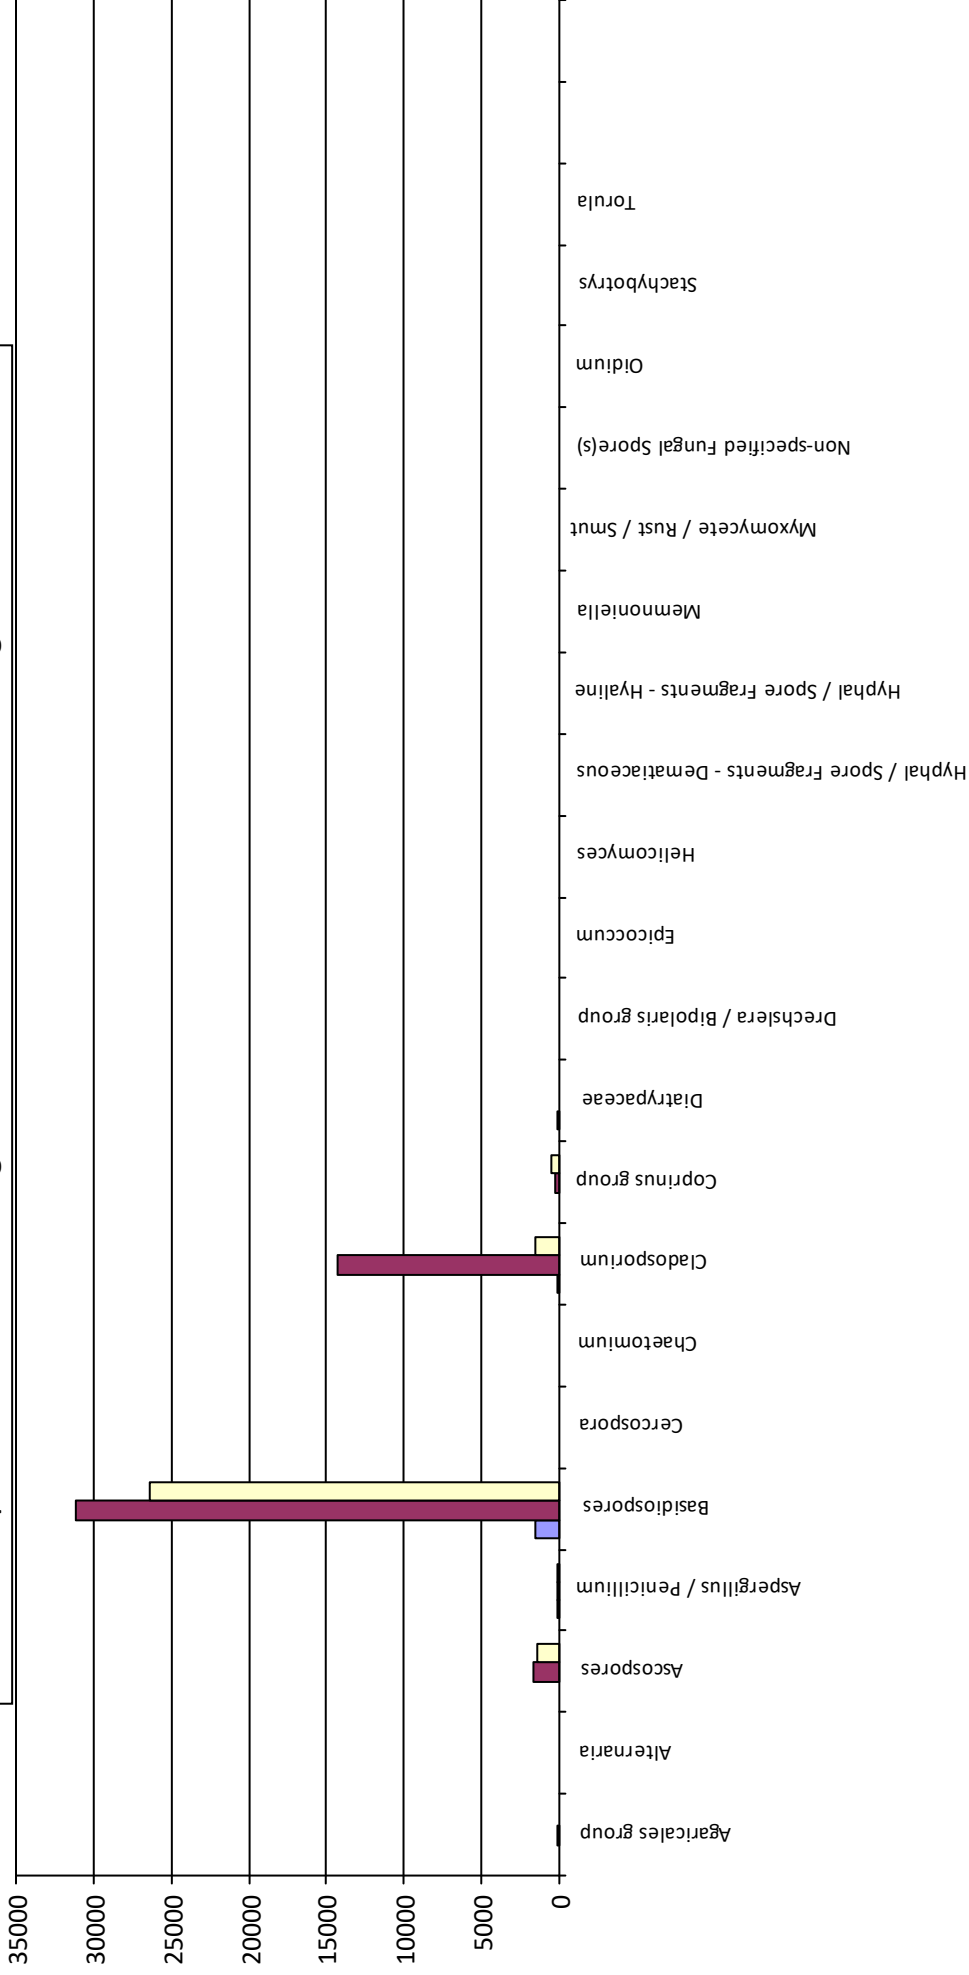 35000
30000
25000
20000
15000
10000
5000
0
Agaricales group
Alternaria
Ascospores
Aspergillus / Penicillium
Basidiospores
Cercospora
Chaetomium
Cladosporium
Coprinus group
Diatrypaceae
Drechslera / Bipolaris group
Epicoccum
Helicomyces
Hyphal / Spore Fragments - Dematiaceous
Hyphal / Spore Fragments - Hyaline
Memnoniella
Myxomycete / Rust / Smut
Non-specified Fungal Spore(s)
Oidium
Stachybotrys
Torula